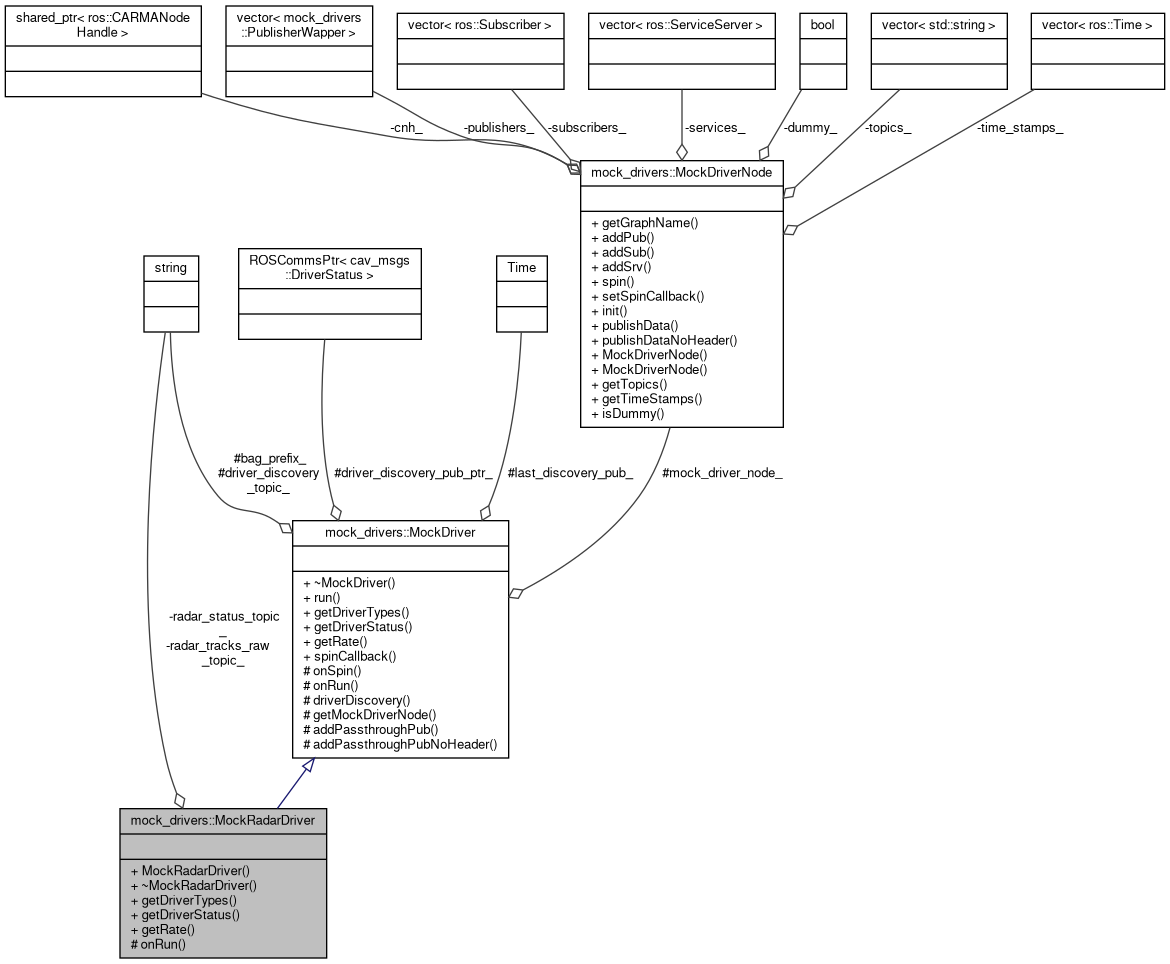 shared_ptr< ros::CARMANode
Handle >
vector< mock_drivers
::PublisherWapper >
vector< ros::Subscriber >
vector< ros::ServiceServer >
bool
vector< std::string >
vector< ros::Time >
-cnh_
-publishers_
-subscribers_
-services_
-dummy_
-topics_
-time_stamps_
mock_drivers::MockDriverNode
+ getGraphName()
+ addPub()
+ addSub()
+ addSrv()
+ spin()
+ setSpinCallback()
+ init()
+ publishData()
+ publishDataNoHeader()
+ MockDriverNode()
+ MockDriverNode()
+ getTopics()
+ getTimeStamps()
+ isDummy()
string
ROSCommsPtr< cav_msgs
::DriverStatus >
Time
#bag_prefix_
#driver_discovery
_topic_
#driver_discovery_pub_ptr_
#last_discovery_pub_
#mock_driver_node_
mock_drivers::MockDriver
+ ~MockDriver()
+ run()
+ getDriverTypes()
+ getDriverStatus()
+ getRate()
+ spinCallback()
# onSpin()
# onRun()
# driverDiscovery()
# getMockDriverNode()
# addPassthroughPub()
# addPassthroughPubNoHeader()
-radar_status_topic
_
-radar_tracks_raw
_topic_
mock_drivers::MockRadarDriver
+ MockRadarDriver()
+ ~MockRadarDriver()
+ getDriverTypes()
+ getDriverStatus()
+ getRate()
# onRun()